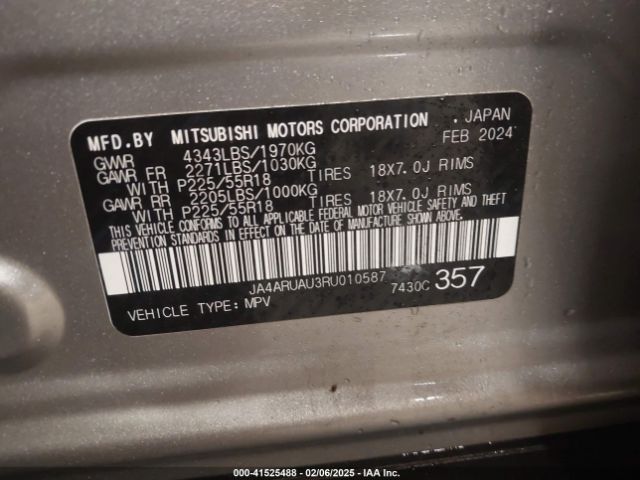 MFD.BY MITSUBISHI MOTORS CORPORATION . JAPAN
FEB 2024
GVWR 4343LBS/1970KG
GAWR FR 2271LBS/1030KG
WITH P225/55R18 TIRES 18X7.0J RIMS
GAWR RR 2205LBS/1000KG
WITH P225/55R18 TIRES 18X7.0J RIMS
THIS VEHICLE CONFORMS TO ALL APPLICABLE FEDERAL MOTOR VEHICLE SAFETY AND THEFT
PREVENTION STANDARDS IN EFFECT ON THE DATE OF MANUFACTURE SHOWN ABOVE.
JA4ARUAU3RU010587
7430C 357
VEHICLE TYPE: MPV
000-41525488 - 02/06/2025 - IAA Inc.